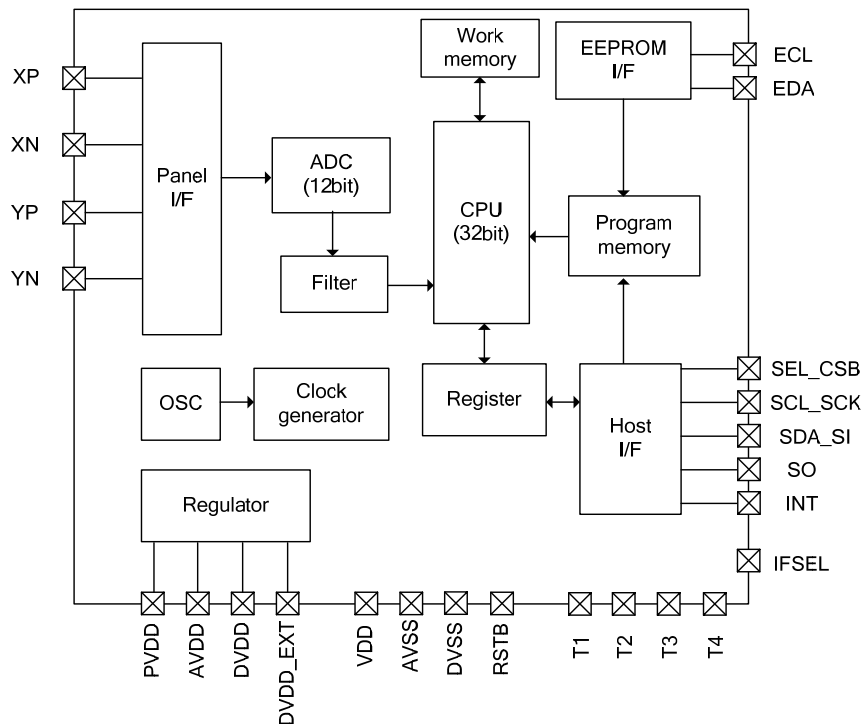 XP
XN
YP
YN
Panel
I/F
ADC
(12bit)
Filter
Work
memory
CPU
(32bit)
EEPROM
I/F
ECL
EDA
Program
memory
OSC
Clock
generator
Register
Host
I/F
SEL_CSB
SCL_SCK
SDA_SI
SO
INT
IFSEL
Regulator
PVDD
AVDD
DVDD
DVDD_EXT
VDD
AVSS
DVSS
RSTB
T1
T2
T3
T4